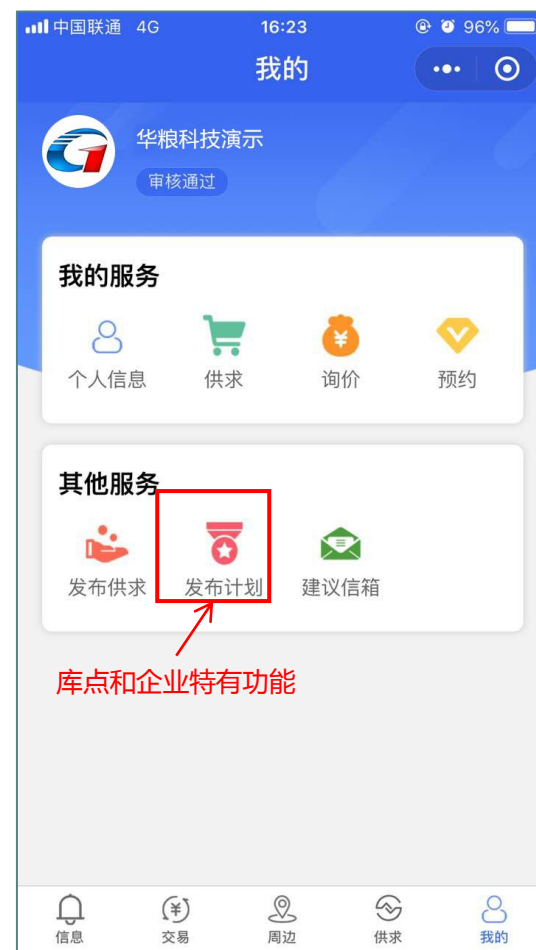 中国联通 4G 16:23 96%
我的
华粮科技演示
审核通过
我的服务
个人信息 供求 询价 预约
其他服务
发布供求 发布计划 建议信箱
库点和企业特有功能
信息 交易 周边 供求 我的